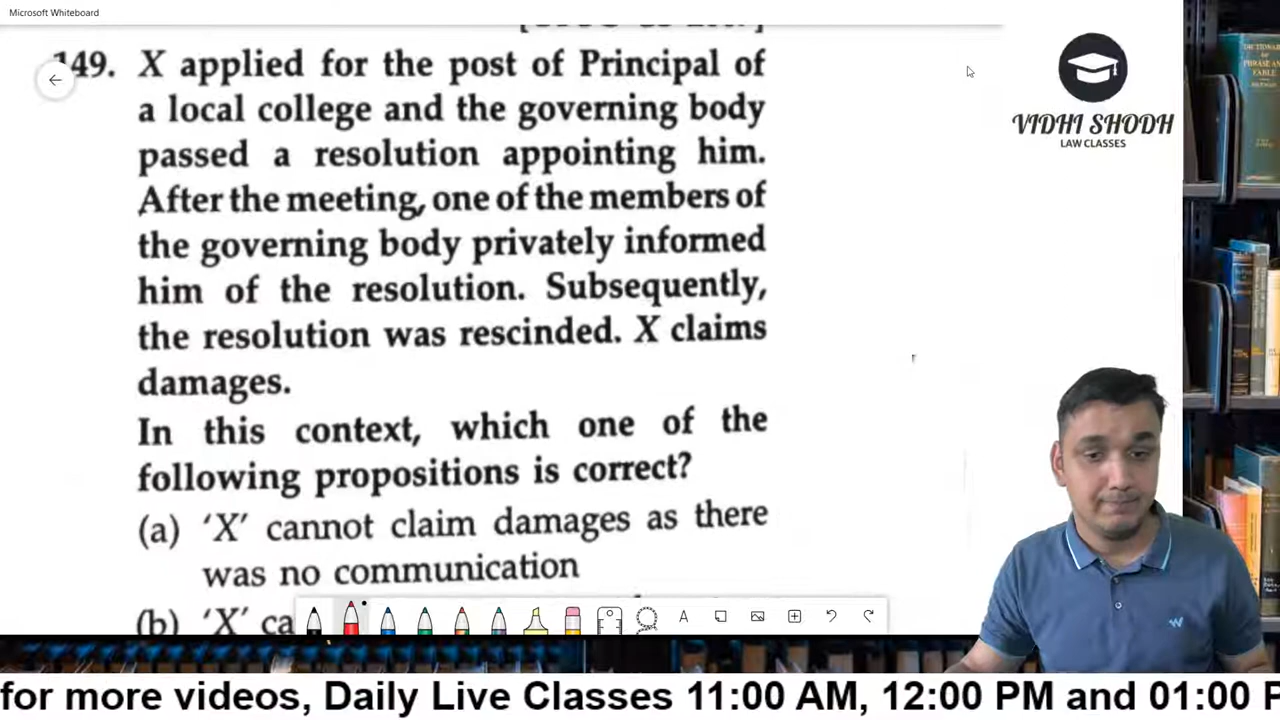 Microsoft Whiteboard
149. X applied for the post of Principal of
a local college and the governing body
passed a resolution appointing him.
After the meeting, one of the members of
the governing body privately informed
him of the resolution. Subsequently,
the resolution was rescinded. X claims
damages.
In this context, which one of the
following propositions is correct?
(a) ‘X’ cannot claim damages as there
was no communication
(b) ‘X’ ca
VIDHI SHODH
LAW CLASSES
for more videos, Daily Live Classes 11:00 AM, 12:00 PM and 01:00 P